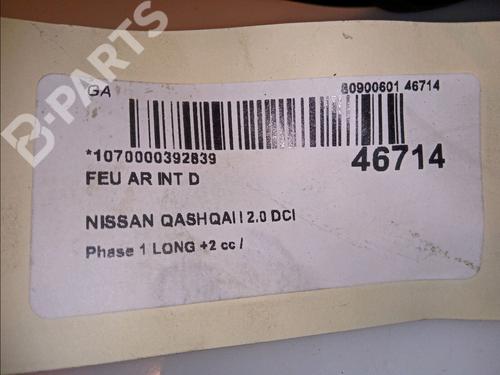 B-PARTS
GA
80900601 46714
*1070000392839
46714
FEU AR INT D
NISSAN QASHQAI I 2.0 DCI
Phase 1 LONG +2 cc /